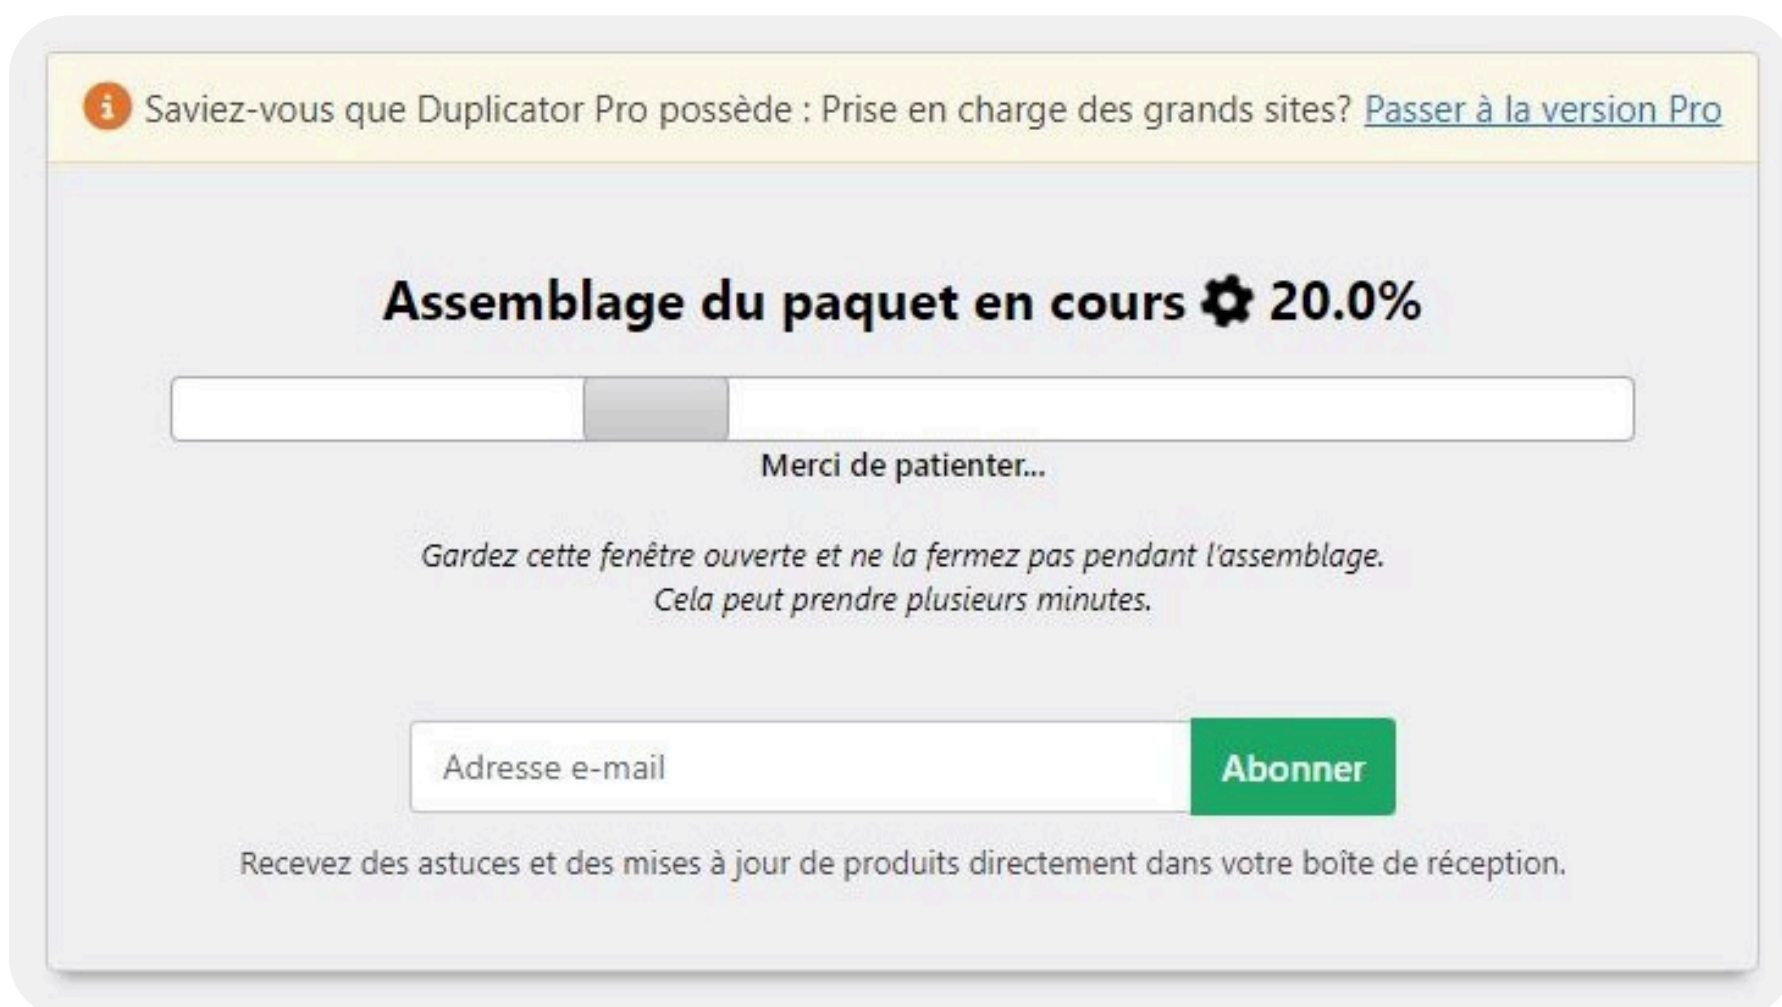 Saviez-vous que Duplicator Pro possède : Prise en charge des grands sites? Passer à la version Pro
Assemblage du paquet en cours 20.0%
Merci de patienter...
Gardez cette fenêtre ouverte et ne la fermez pas pendant l'assemblage.
Cela peut prendre plusieurs minutes.
Adresse e-mail
Abonner
Recevez des astuces et des mises à jour de produits directement dans votre boîte de réception.